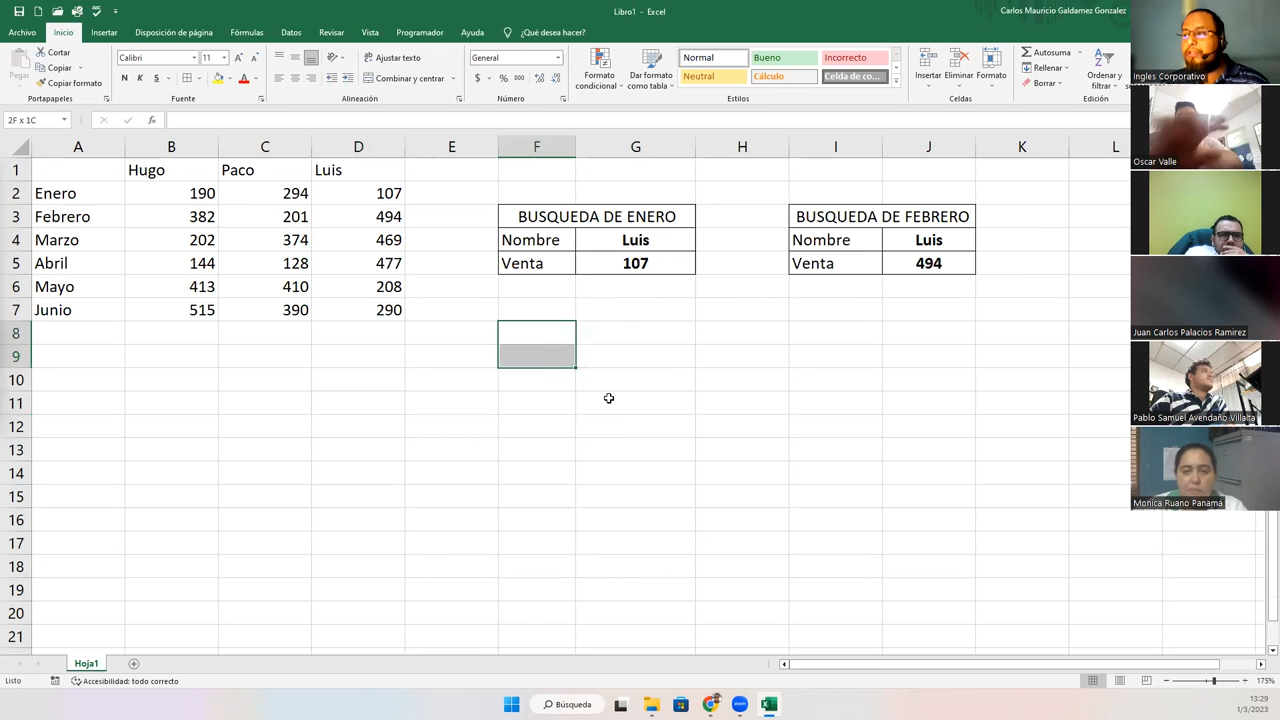 Libro1 - Excel
Carlos Mauricio Galdamez Gonzalez
Archivo Inicio Insertar Disposición de página Fórmulas Datos Revisar Vista Programador Ayuda ¿Qué desea hacer?
Pegar
Cortar
Copiar
Copiar formato
Portapapeles
Calibri 11
N K S
Fuente
Ajustar texto
Combinar y centrar
Alineación
General
$ % 000
Número
Formato condicional
Dar formato como tabla
Normal Bueno Incorrecto
Neutral Cálculo Celda de co...
Estilos
Insertar Eliminar Formato
Celdas
Autosuma
Rellenar
Borrar
Ordenar y
Edición
2F x 1C
fx
A B C D E F G H I J K L
1 Hugo Paco Luis
2 Enero 190 294 107
3 Febrero 382 201 494 BUSQUEDA DE ENERO BUSQUEDA DE FEBRERO
4 Marzo 202 374 469 Nombre Luis Nombre Luis
5 Abril 144 128 477 Venta 107 Venta 494
6 Mayo 413 410 208
7 Junio 515 390 290
8
9
10
11
12
13
14
15
16
17
18
19
20
21
Ingles Corporativo
Oscar Valle
Juan Carlos Palacios Ramirez
Pablo Samuel Avendaño Villalta
Monica Ruano Panamá
Hoja1
Listo
Accesibilidad: todo correcto
175%
Búsqueda
zoom
13:29
1/3/2023